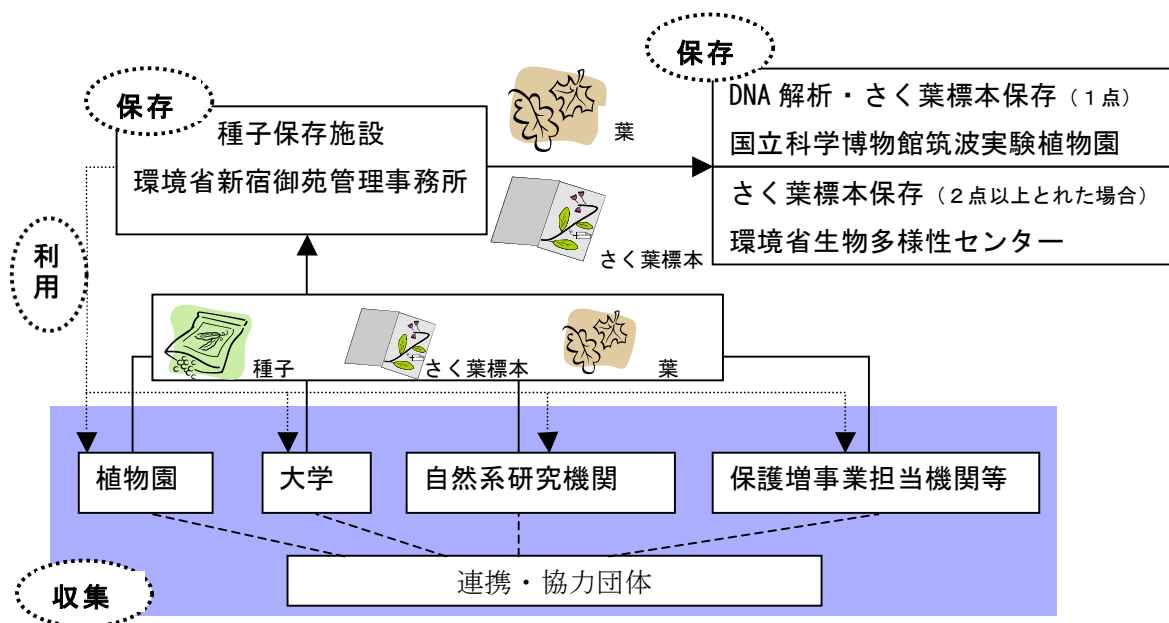 保存
DNA 解析・さく葉標本保存（１点）
国立科学博物館筑波実験植物園
さく葉標本保存（２点以上とれた場合）
環境省生物多様性センター
保存
種子保存施設
環境省新宿御苑管理事務所
葉
さく葉標本
利
用
種子
さく葉標本
葉
植物園
大学
自然系研究機関
保護増事業担当機関等
連携・協力団体
収集